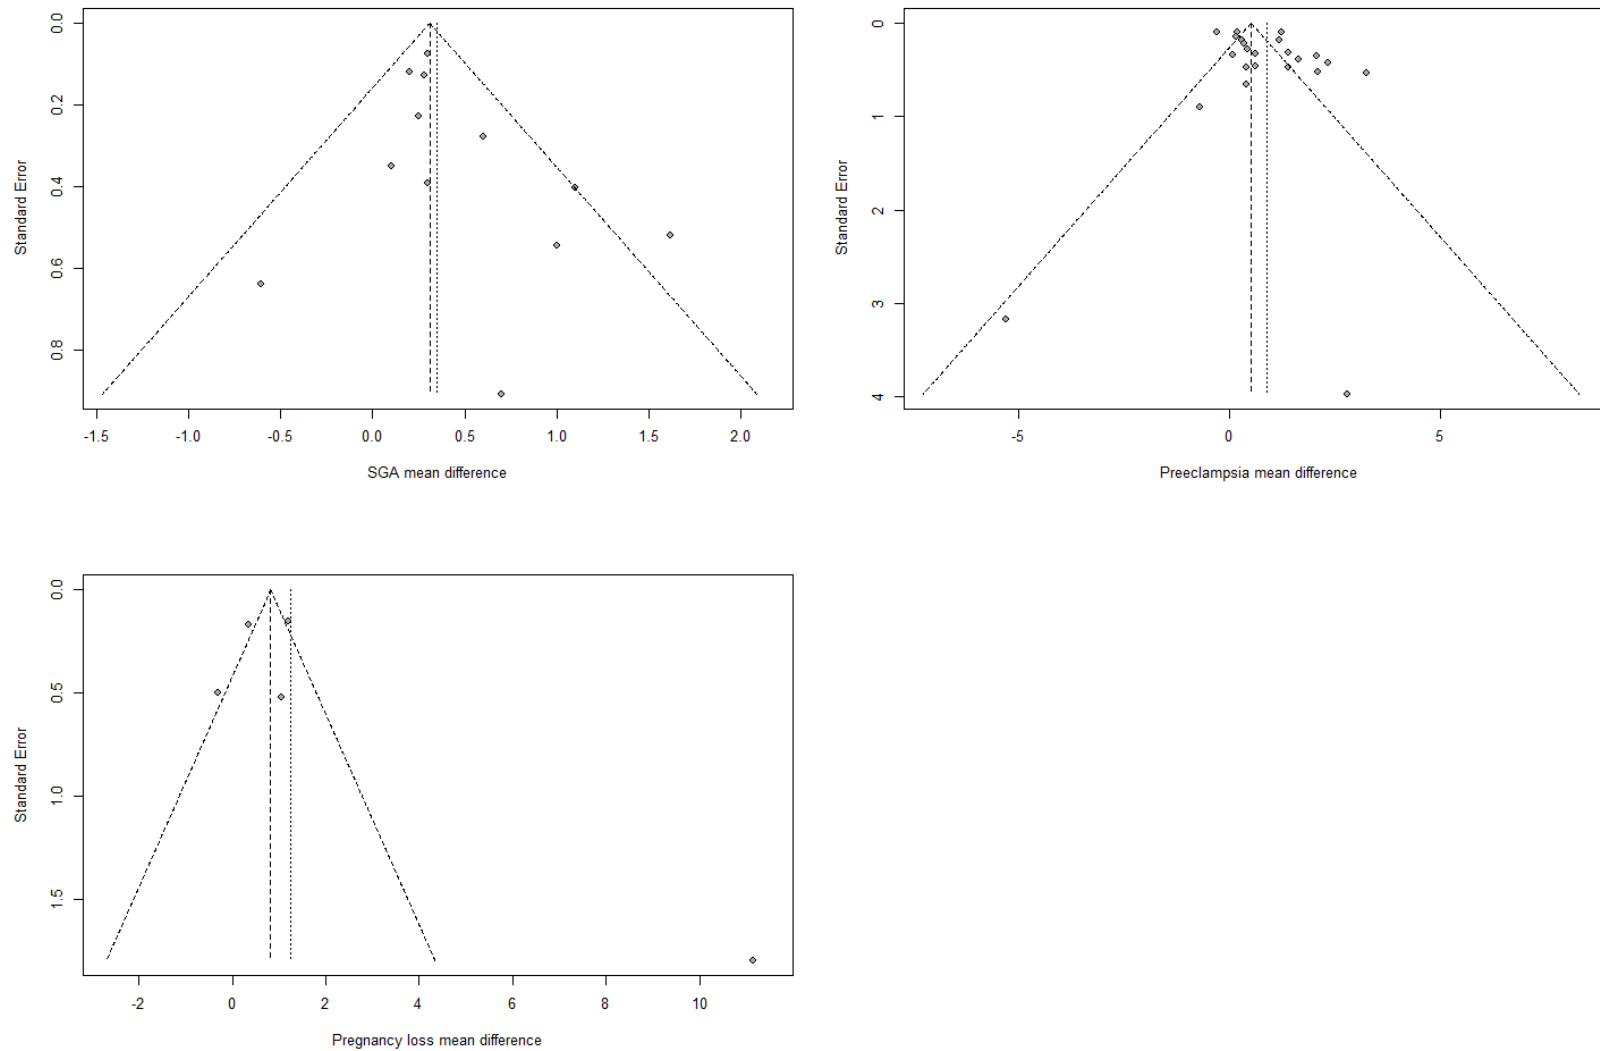 0.0
0.2
0.4
0.6
0.8
Standard Error
-1.5 -1.0 -0.5 0.0 0.5 1.0 1.5 2.0
SGA mean difference
0
1
2
3
4
Standard Error
-5 0 5
Preeclampsia mean difference
0.0
0.5
1.0
1.5
Standard Error
-2 0 2 4 6 8 10
Pregnancy loss mean difference